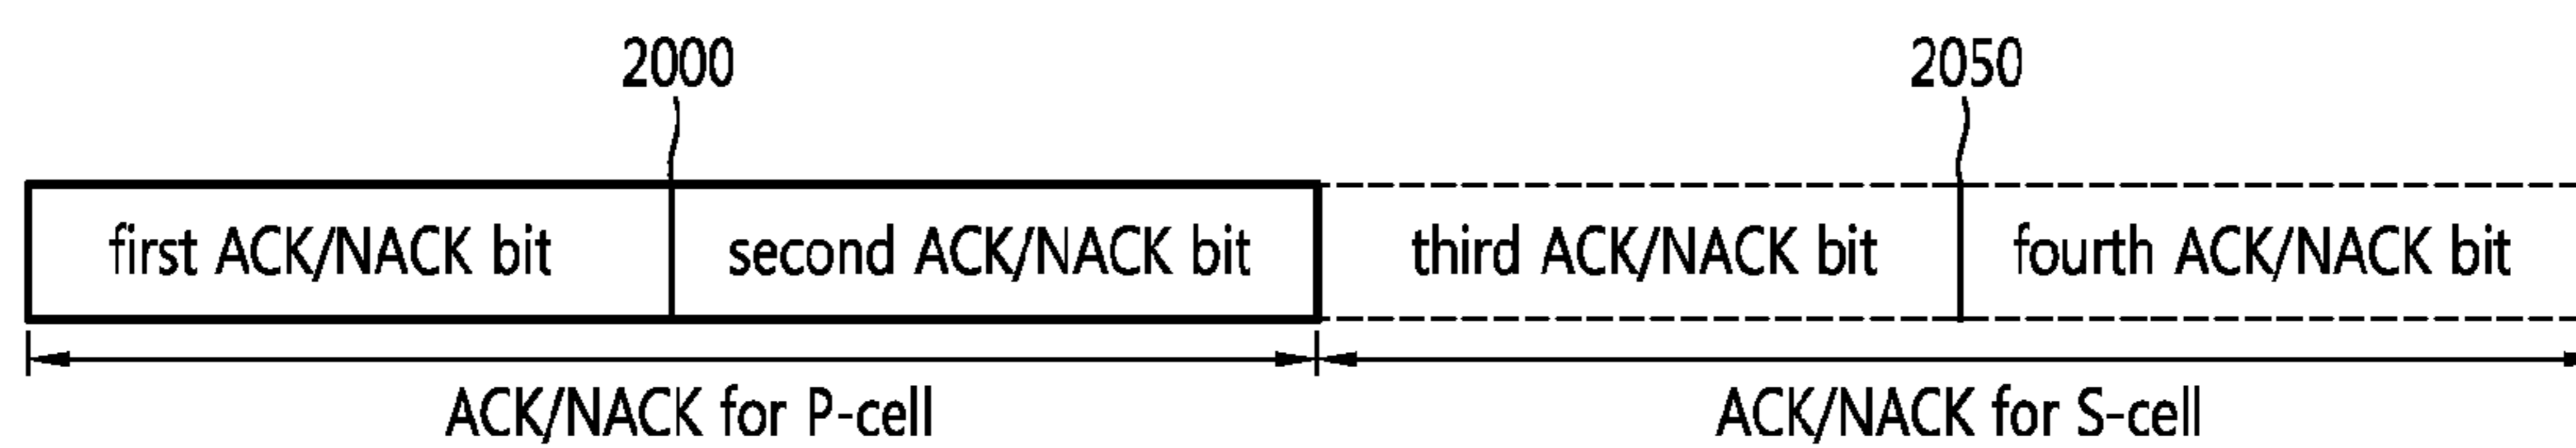 2000 2050
first ACK/NACK bit second ACK/NACK bit third ACK/NACK bit fourth ACK/NACK bit
ACK/NACK for P-cell ACK/NACK for S-cell